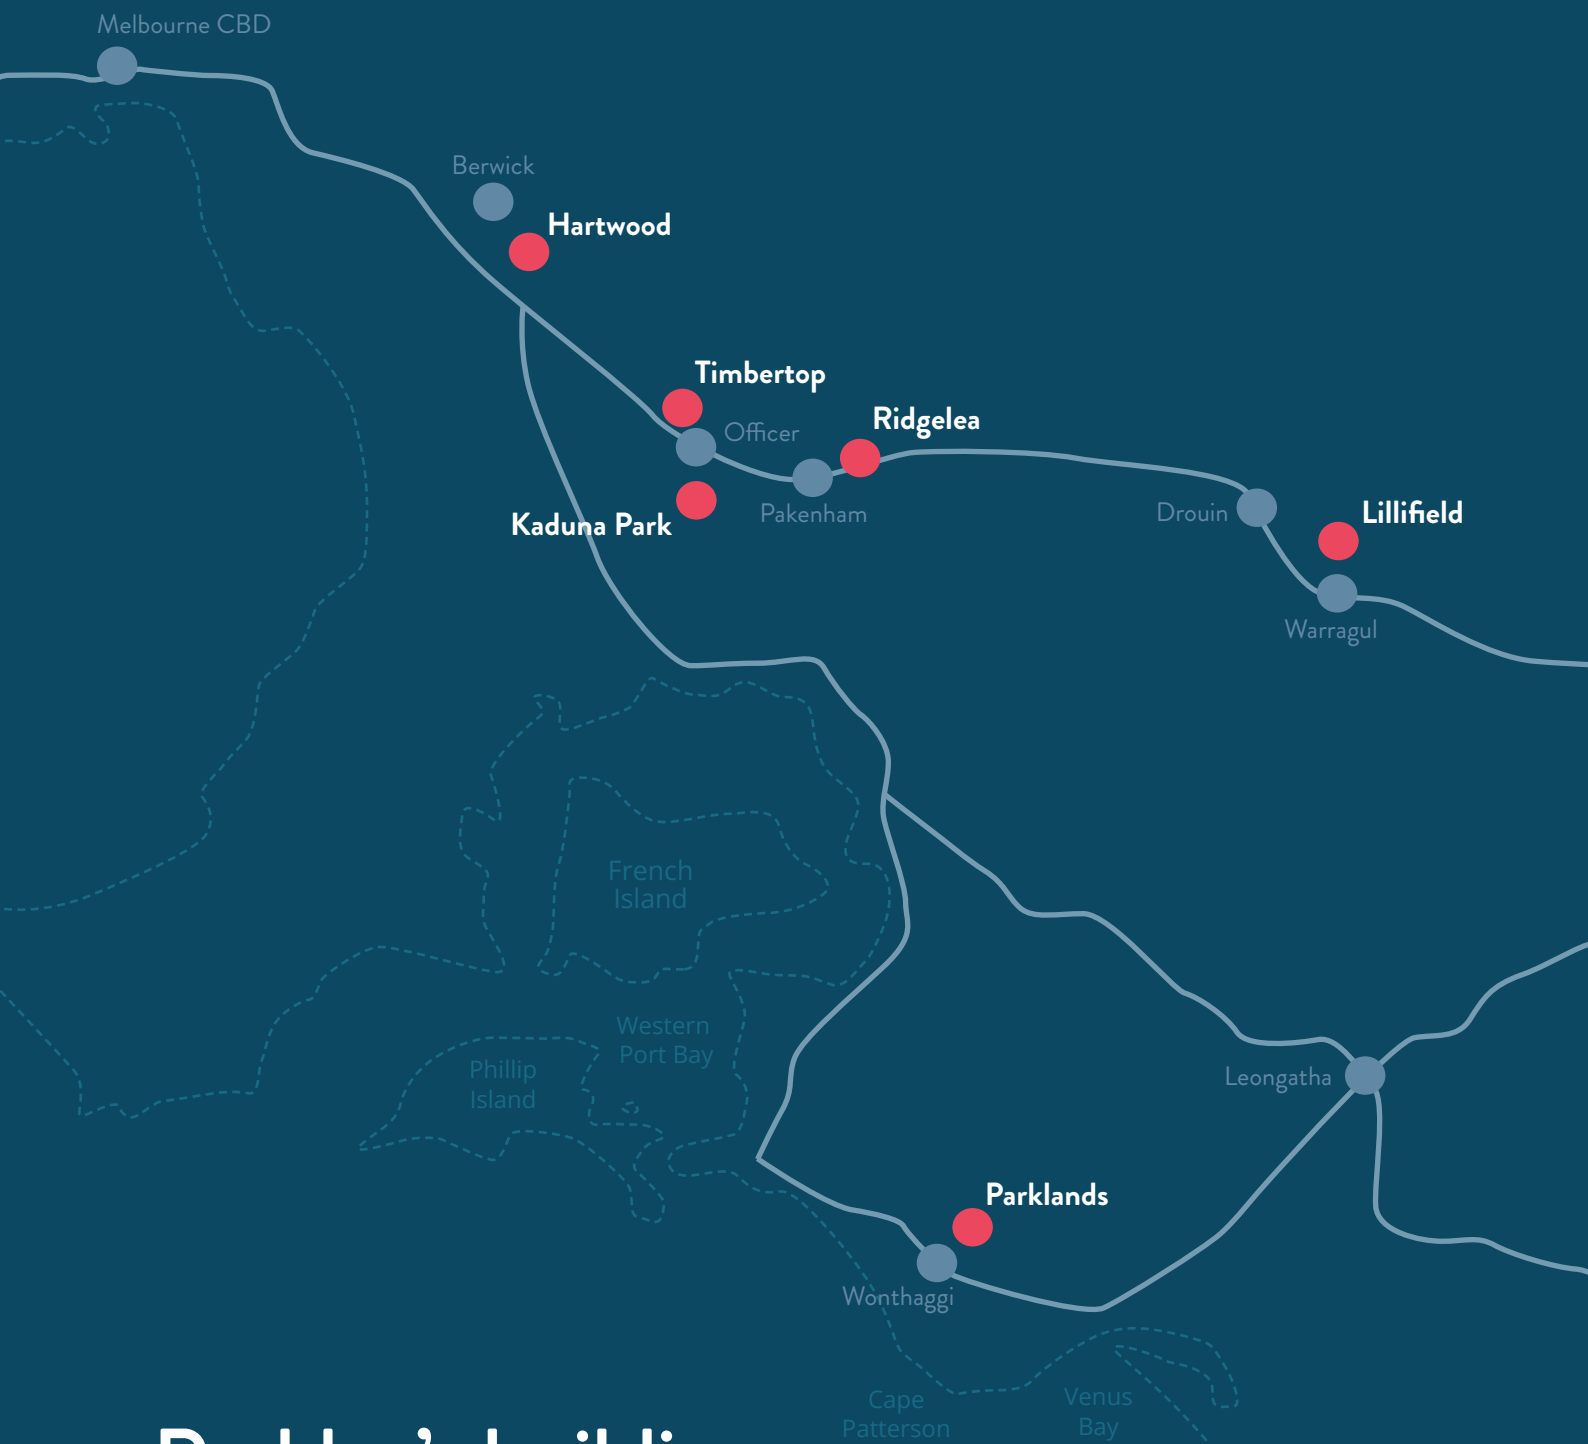 Melbourne CBD
Berwick
Hartwood
Timbertop
Officer
Ridgelea
Kaduna Park
Pakenham
Drouin
Lillifield
Warragul
French
Island
Western
Port Bay
Phillip
Island
Leongatha
Parklands
Wonthaggi
Cape
Patterson
Venus
Bay